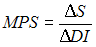 MPS = ΔS / ΔDI